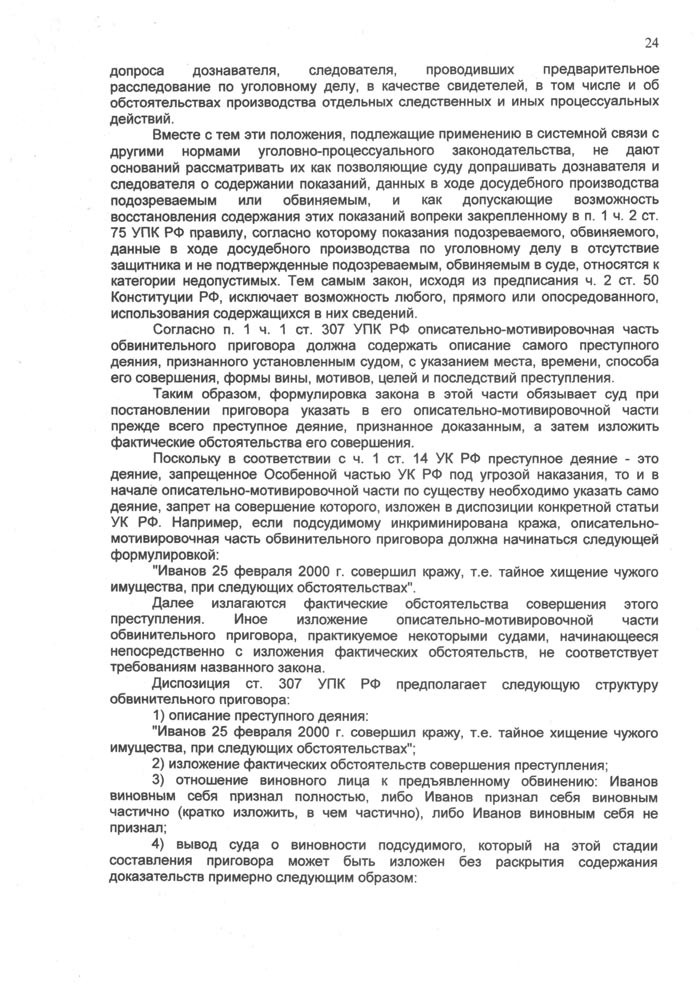 24
допроса дознавателя, следователя, проводивших предварительное
расследование по уголовному делу, в качестве свидетелей, в том числе и об
обстоятельствах производства отдельных следственных и иных процессуальных
действий.
Вместе с тем эти положения, подлежащие применению в системной связи с
другими нормами уголовно-процессуального законодательства, не дают
оснований рассматривать их как позволяющие суду допрашивать дознавателя и
следователя о содержании показаний, данных в ходе досудебного производства
подозреваемым или обвиняемым, и как допускающие возможность
восстановления содержания этих показаний вопреки закрепленному в п. 1 ч. 2 ст.
75 УПК РФ правилу, согласно которому показания подозреваемого, обвиняемого,
данные в ходе досудебного производства по уголовному делу в отсутствие
защитника и не подтвержденные подозреваемым, обвиняемым в суде, относятся к
категории недопустимых. Тем самым закон, исходя из предписания ч. 2 ст. 50
Конституции РФ, исключает возможность любого, прямого или опосредованного,
использования содержащихся в них сведений.
Согласно п. 1 ч. 1 ст. 307 УПК РФ описательно-мотивировочная часть
обвинительного приговора должна содержать описание самого преступного
деяния, признанного установленным судом, с указанием места, времени, способа
его совершения, формы вины, мотивов, целей и последствий преступления.
Таким образом, формулировка закона в этой части обязывает суд при
постановлении приговора указать в его описательно-мотивировочной части
прежде всего преступное деяние, признанное доказанным, а затем изложить
фактические обстоятельства его совершения.
Поскольку в соответствии с ч. 1 ст. 14 УК РФ преступное деяние - это
деяние, запрещенное Особенной частью УК РФ под угрозой наказания, то и в
начале описательно-мотивировочной части по существу необходимо указать само
деяние, запрет на совершение которого, изложен в диспозиции конкретной статьи
УК РФ. Например, если подсудимому инкриминирована кража, описательно-
мотивировочная часть обвинительного приговора должна начинаться следующей
формулировкой:
"Иванов 25 февраля 2000 г. совершил кражу, т.е. тайное хищение чужого
имущества, при следующих обстоятельствах".
Далее излагаются фактические обстоятельства совершения этого
преступления. Иное изложение описательно-мотивировочной части
обвинительного приговора, практикуемое некоторыми судами, начинающееся
непосредственно с изложения фактических обстоятельств, не соответствует
требованиям названного закона.
Диспозиция ст. 307 УПК РФ предполагает следующую структуру
обвинительного приговора:
1) описание преступного деяния:
"Иванов 25 февраля 2000 г. совершил кражу, т.е. тайное хищение чужого
имущества, при следующих обстоятельствах";
2) изложение фактических обстоятельств совершения преступления;
3) отношение виновного лица к предъявленному обвинению: Иванов
виновным себя признал полностью, либо Иванов признал себя виновным
частично (кратко изложить, в чем частично), либо Иванов виновным себя не
признал;
4) вывод суда о виновности подсудимого, который на этой стадии
составления приговора может быть изложен без раскрытия содержания
доказательств примерно следующим образом: